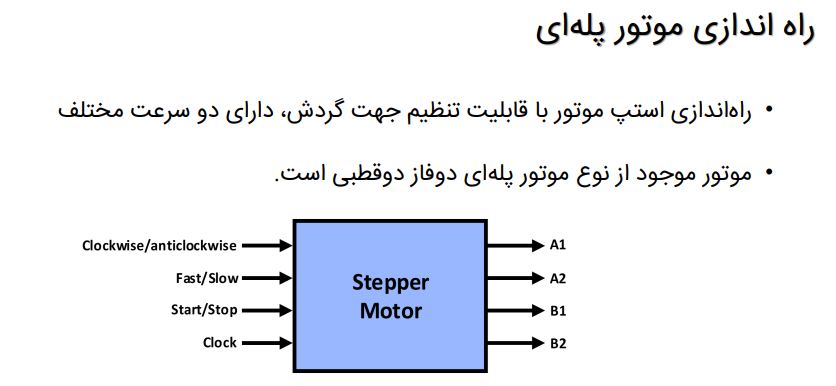 راه اندازی موتور پله‌ای
• راه‌اندازی استپ موتور با قابلیت تنظیم جهت گردش، دارای دو سرعت مختلف
• موتور موجود از نوع موتور پله‌ای دوفاز دوقطبی است.
Clockwise/anticlockwise
Fast/Slow
Start/Stop
Clock
Stepper
Motor
A1
A2
B1
B2